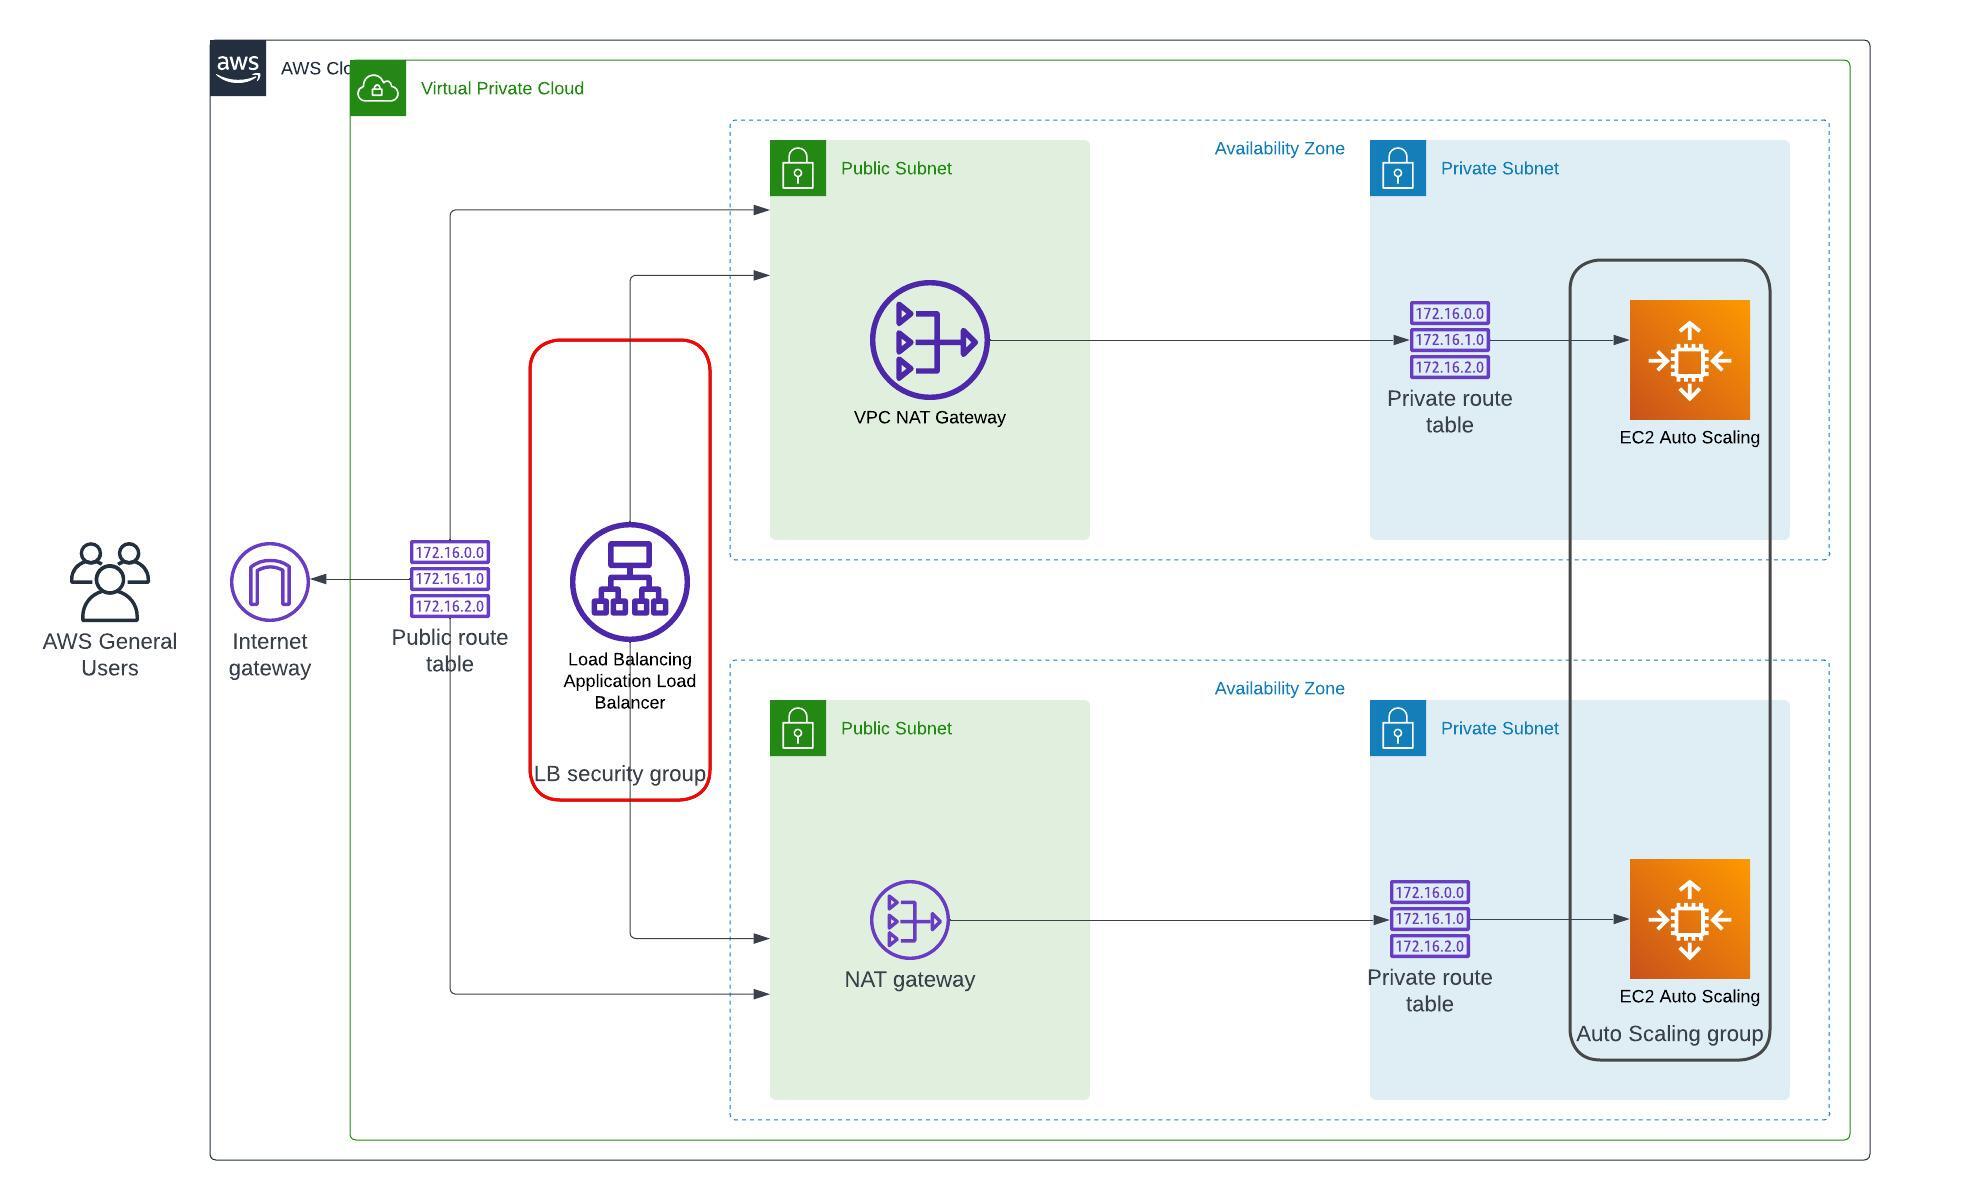 aws
AWS Clo
Virtual Private Cloud
Public Subnet
Availability Zone
Private Subnet
172.16.0.0
172.16.1.0
172.16.2.0
Private route
table
VPC NAT Gateway
EC2 Auto Scaling
AWS General
Users
Internet
gateway
172.16.0.0
172.16.1.0
172.16.2.0
Public route
table
Load Balancing
Application Load
Balancer
LB security group
Availability Zone
Public Subnet
Private Subnet
NAT gateway
172.16.0.0
172.16.1.0
172.16.2.0
Private route
table
EC2 Auto Scaling
Auto Scaling group